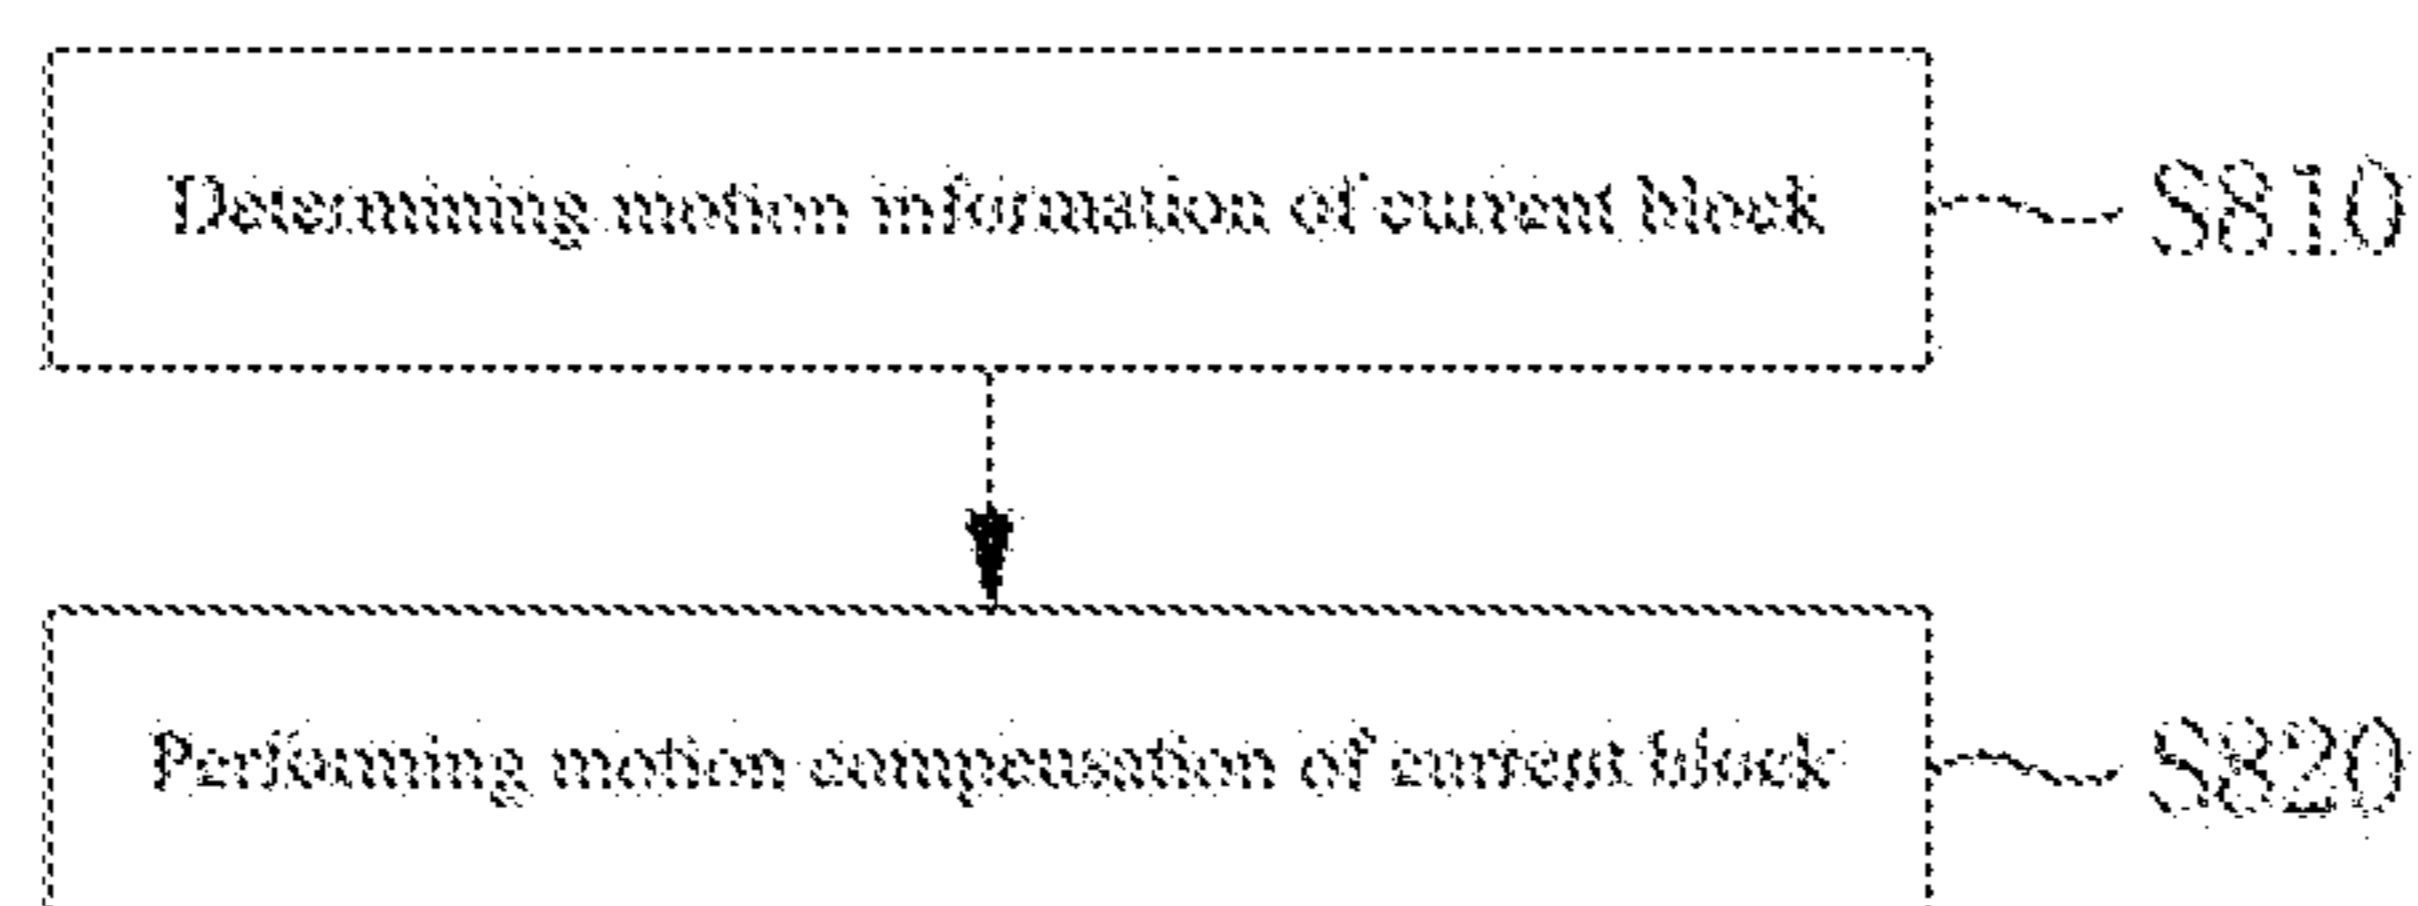 Determining motion information of current block
S810
Performing motion compensation of current block
S820